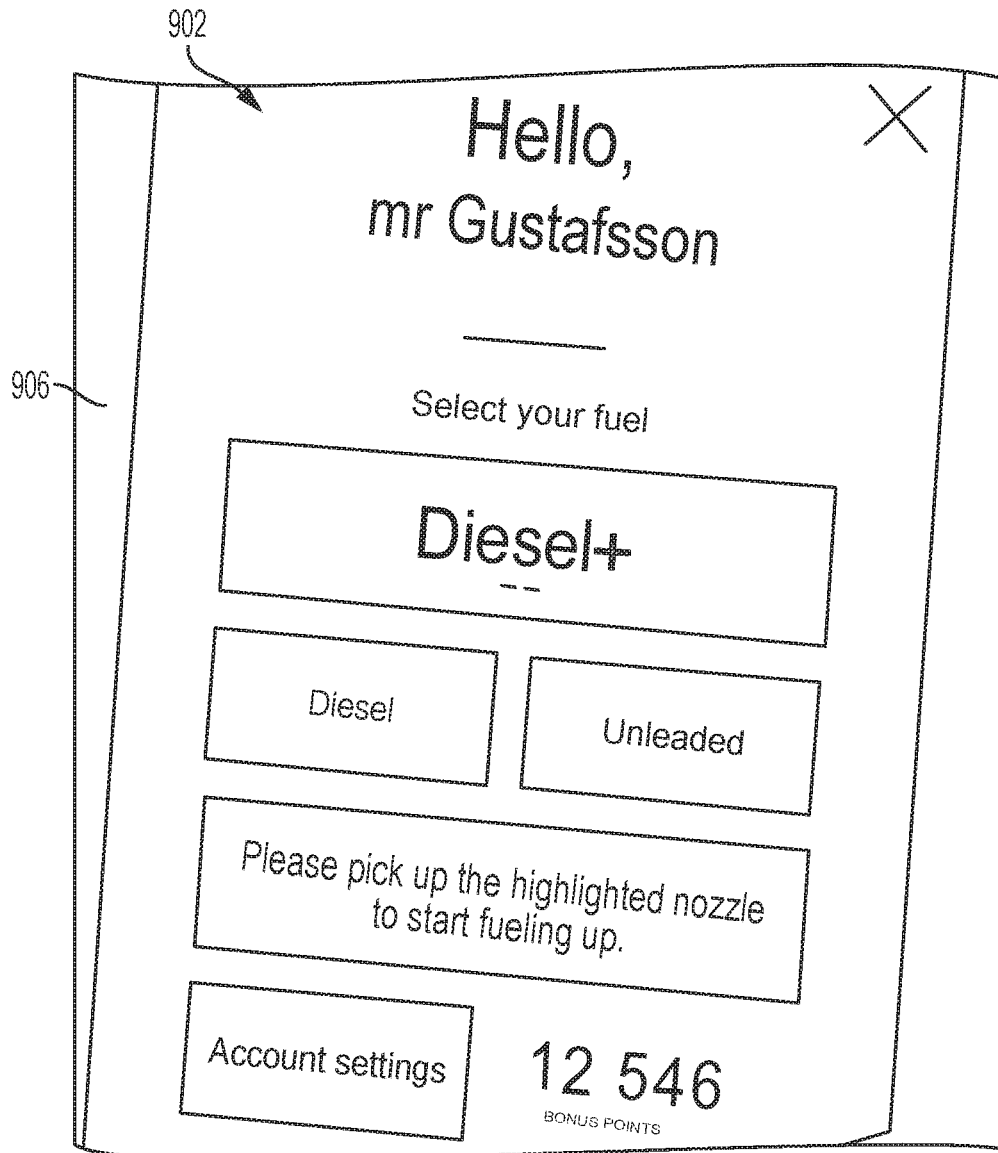 902
Hello,
mr Gustafsson
906
Select your fuel
Diesel+
Diesel
Unleaded
Please pick up the highlighted nozzle
to start fueling up.
Account settings
12 546
BONUS POINTS